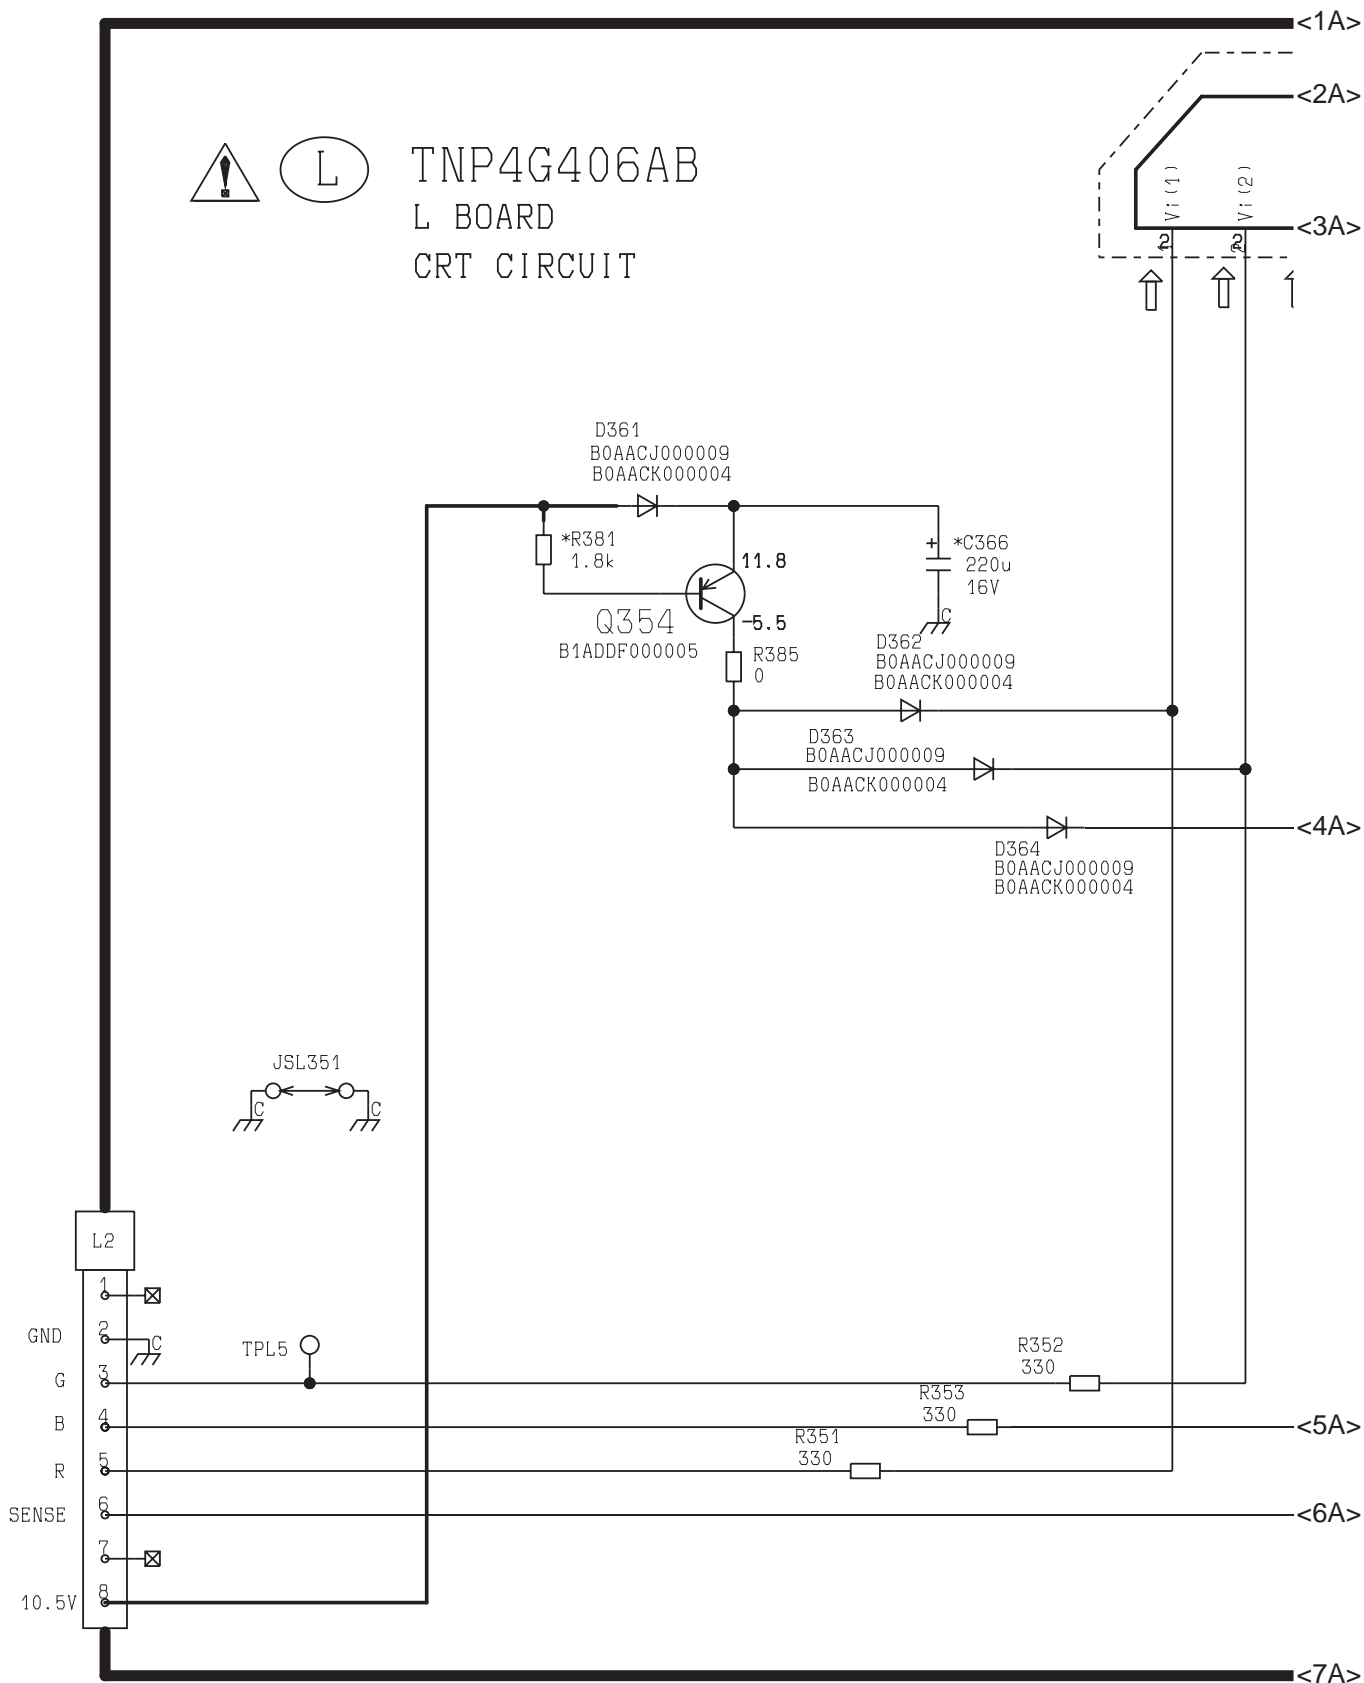 <1A>
<2A>
Vi(1)
Vi(2)
<3A>
L
TNP4G406AB
L BOARD
CRT CIRCUIT
D361
B0AACJ000009
B0AACK000004
*R381
1.8k
11.8
*C366
220u
16V
C
Q354
B1ADDF000005
-5.5
R385
0
D362
B0AACJ000009
B0AACK000004
D363
B0AACJ000009
B0AACK000004
<4A>
D364
B0AACJ000009
B0AACK000004
JSL351
C
C
L2
1
GND
2
C
TPL5
R352
330
G
3
R353
330
B
4
<5A>
R351
330
R
5
SENSE
6
<6A>
7
10.5V
8
<7A>